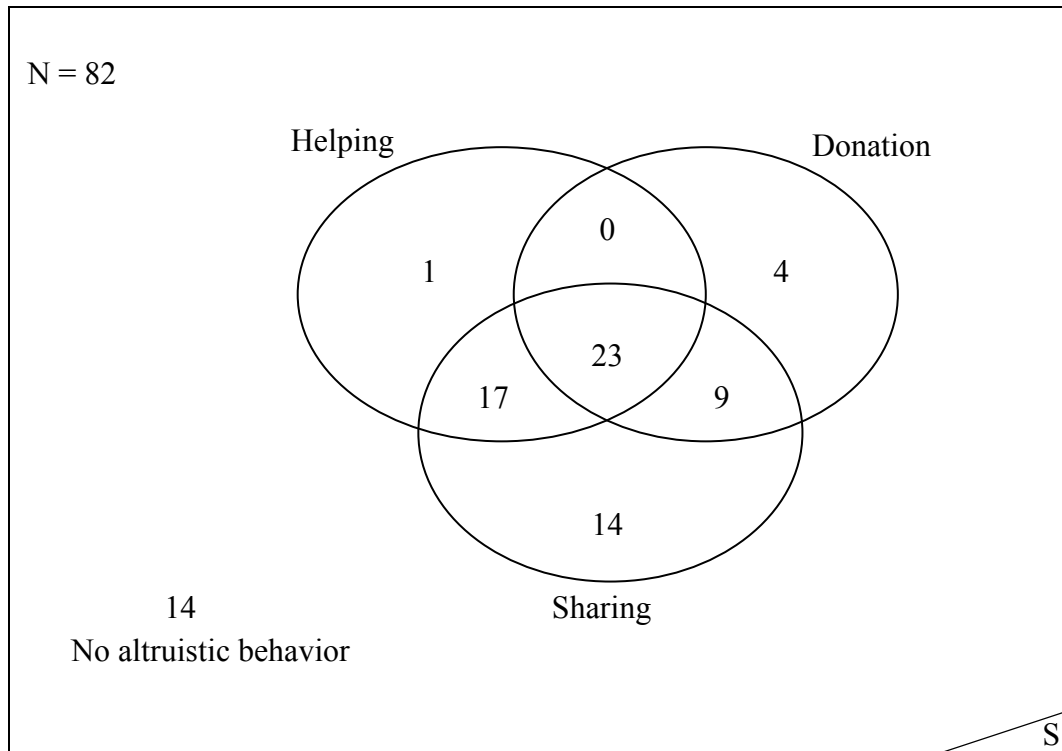 N = 82
Helping
Donation
0
1
4
23
17
9
14
14
Sharing
No altruistic behavior
S